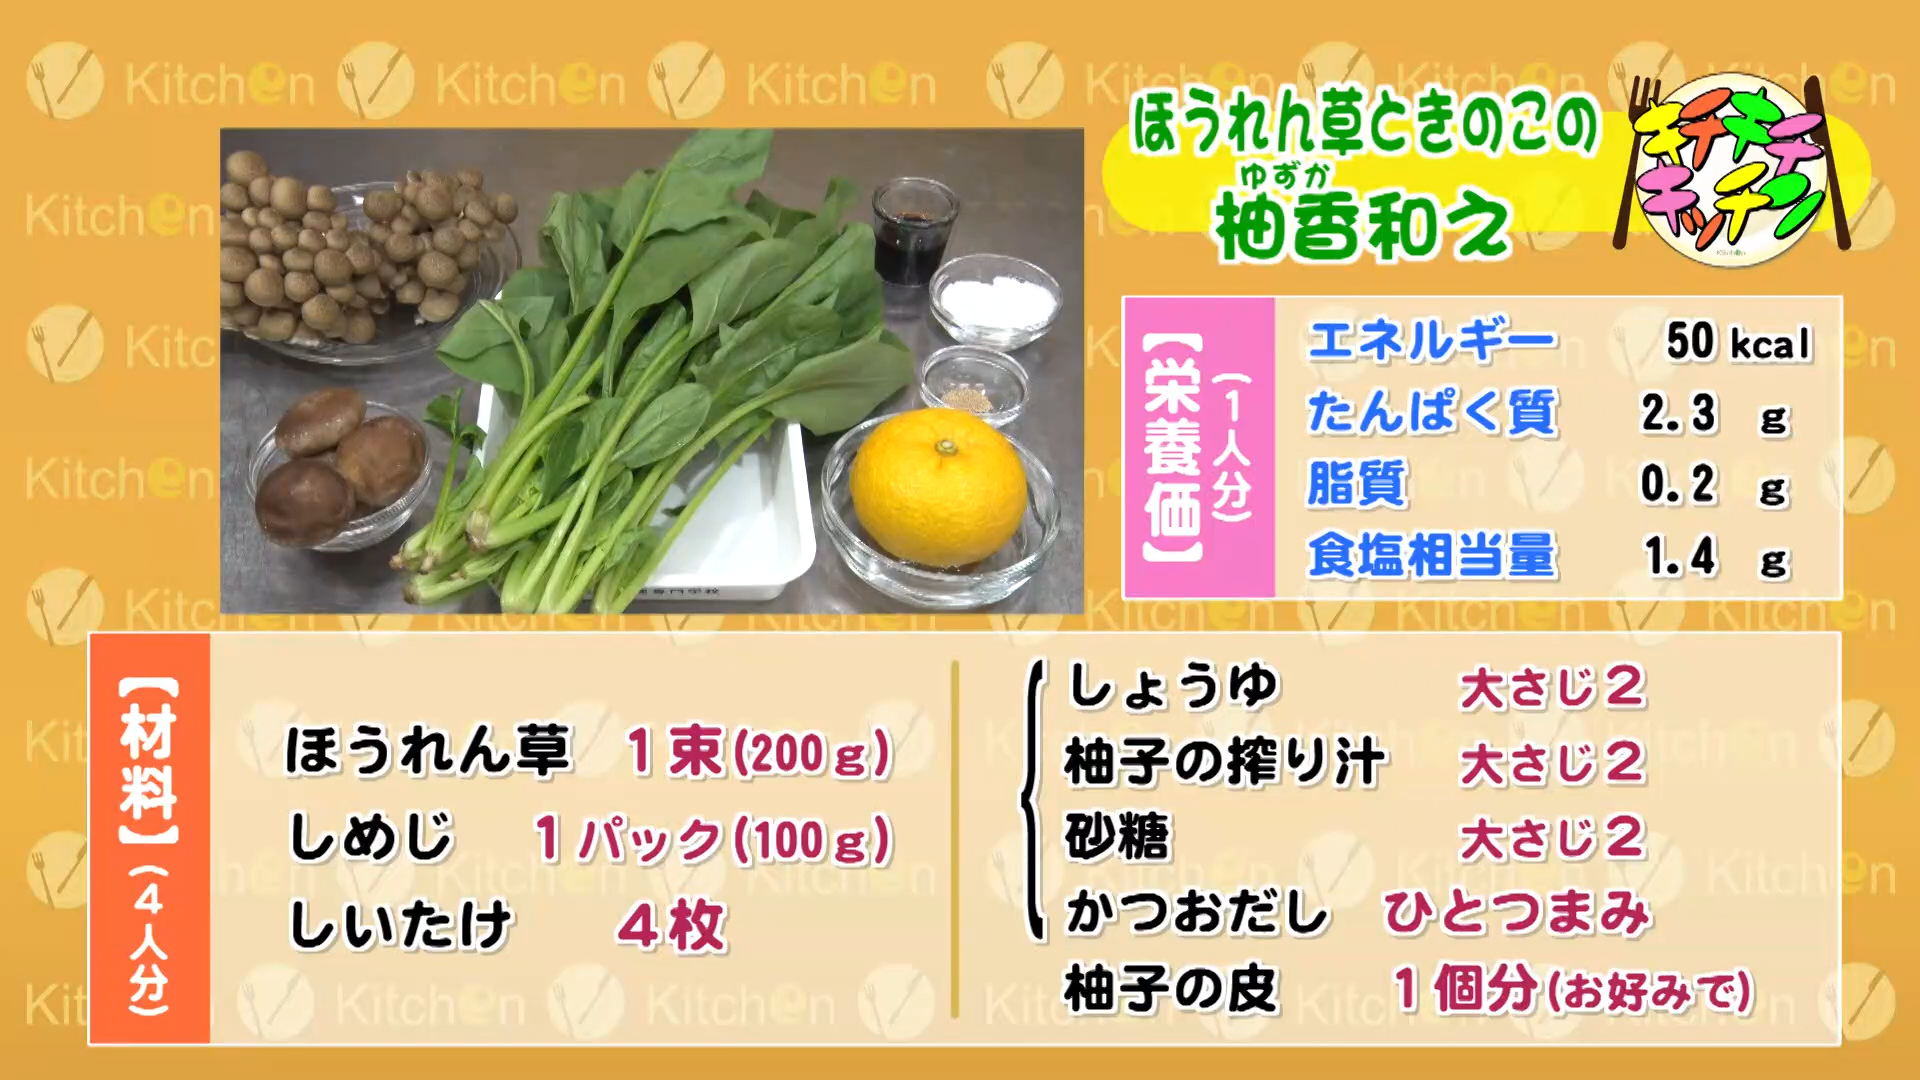 ほうれん草ときのこの
ゆずか
柚香和え
キチキチ
キッチン
【栄養価】
(1人分)
エネルギー 50 kcal
たんぱく質 2.3 g
脂質 0.2 g
食塩相当量 1.4 g
【材料】(4人分)
ほうれん草 1束(200g)
しめじ 1パック(100g)
しいたけ 4枚
しょうゆ 大さじ2
柚子の搾り汁 大さじ2
砂糖 大さじ2
かつおだし ひとつまみ
柚子の皮 1個分(お好みで)
専門学校
Kitchen